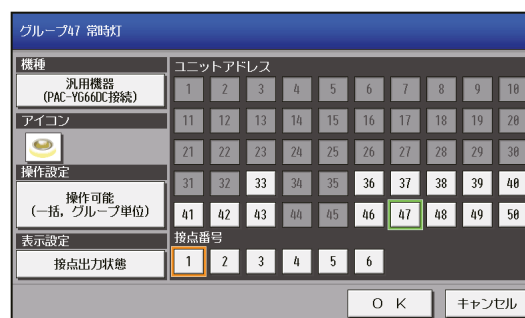 グループ47 常時灯
機種
汎用機器
(PAC-YG66DC接続)
アイコン
操作設定
操作可能
(一括, グループ単位)
表示設定
接点出力状態
ユニットアドレス
1 2 3 4 5 6 7 8 9 10
11 12 13 14 15 16 17 18 19 20
21 22 23 24 25 26 27 28 29 30
31 32 33 34 35 36 37 38 39 40
41 42 43 44 45 46 47 48 49 50
接点番号
1 2 3 4 5 6
O K キャンセル